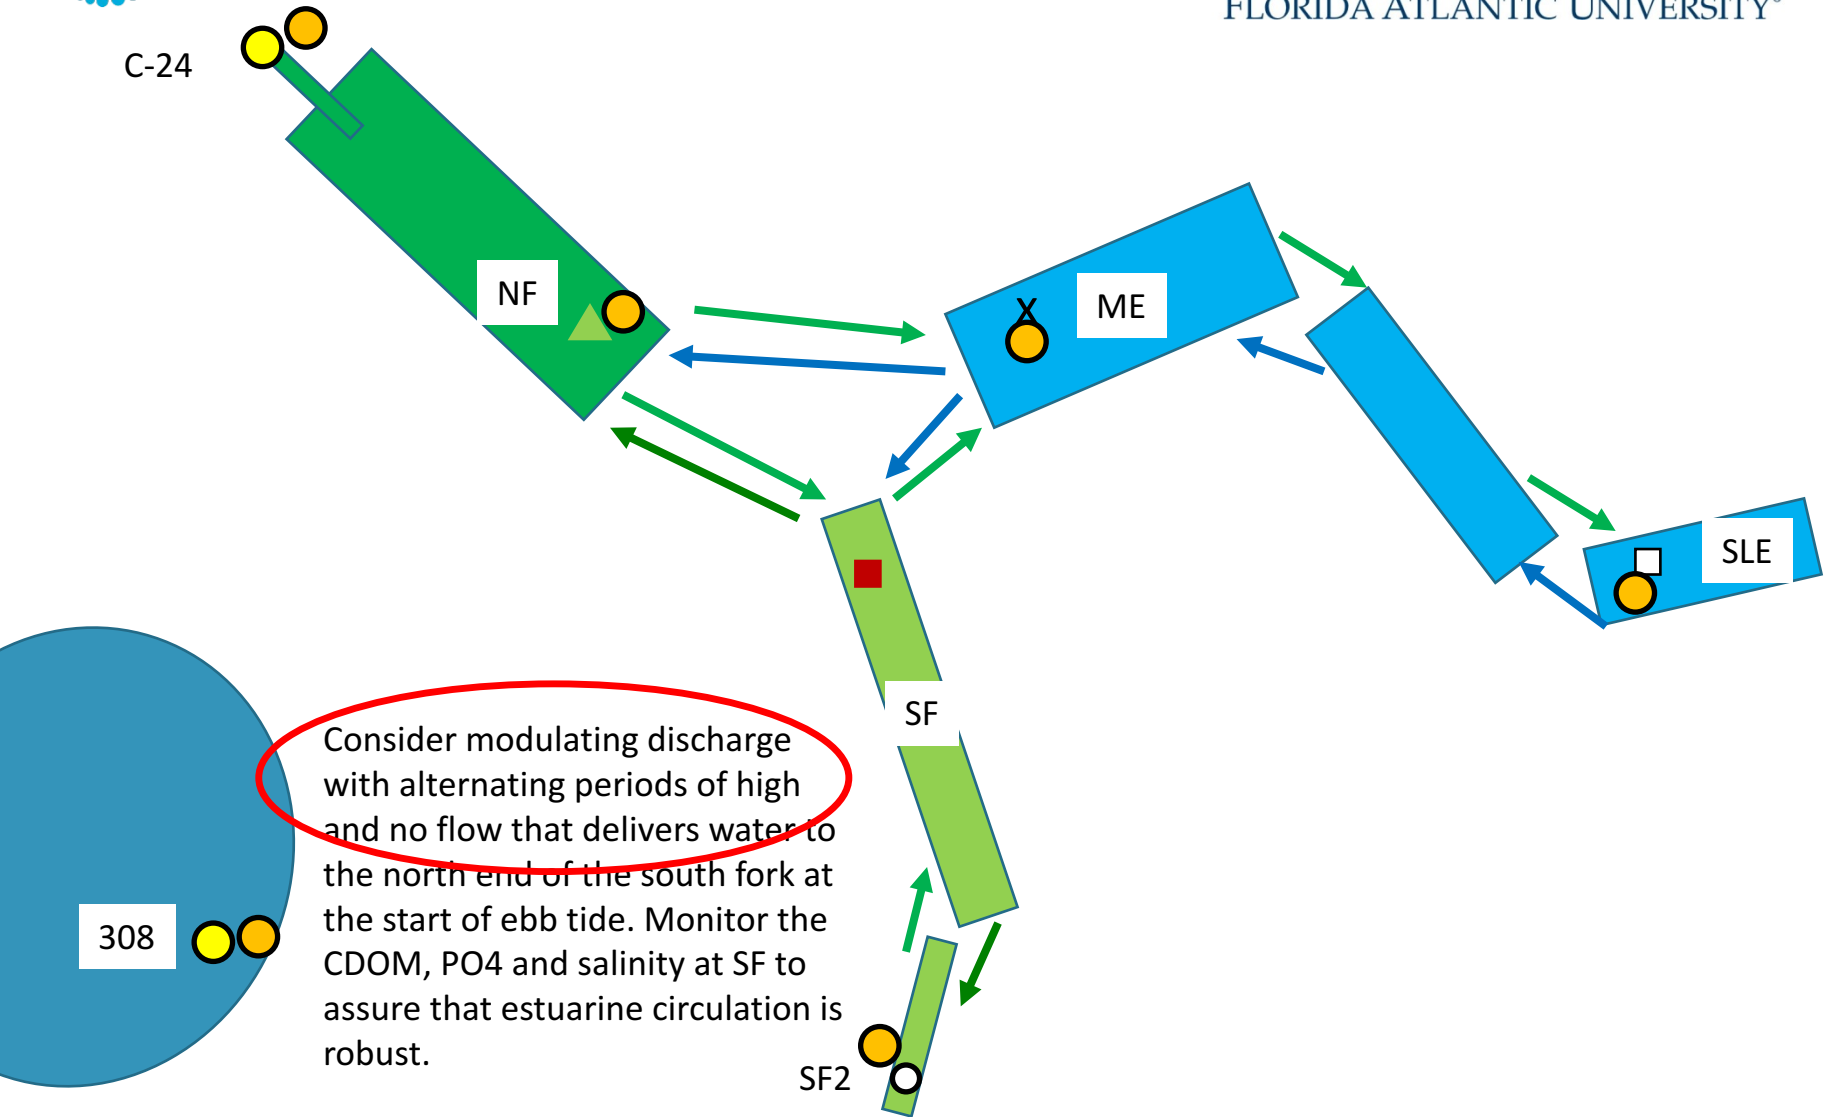 FLORIDA ATLANTIC UNIVERSITY®
C-24
NF
X
ME
SLE
SF
Consider modulating discharge
with alternating periods of high
and no flow that delivers water to
the north end of the south fork at
the start of ebb tide. Monitor the
CDOM, PO4 and salinity at SF to
assure that estuarine circulation is
robust.
308
SF2